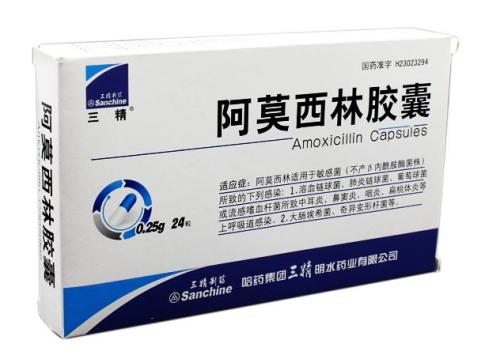 三精制药
Sanchine
三精®
国药准字 H23023294
阿莫西林胶囊
Amoxicillin Capsules
适应症：阿莫西林适用于敏感菌（不产β内酰胺酶菌株）
所致的下列感染：1.溶血链球菌、肺炎链球菌、葡萄球菌
或流感嗜血杆菌所致中耳炎、鼻窦炎、咽炎、扁桃体炎等
上呼吸道感染。2.大肠埃希菌、奇异变形杆菌等。
0.25g 24粒
三精制药
Sanchine
哈药集团三精明水药业有限公司
阿莫西林胶囊